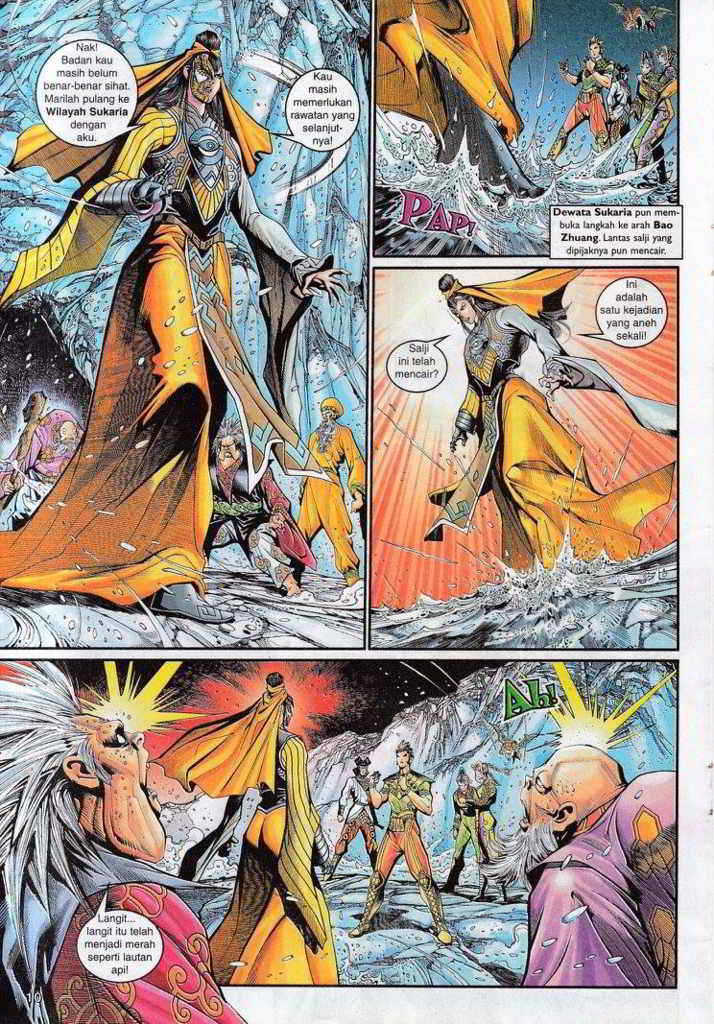 Nak!
Badan kau
masih belum
benar-benar sihat.
Marilah pulang ke
Wilayah Sukaria
dengan
aku.
Kau
masih
memerlukan
rawatan yang
selanjut-
nya!
PAP!
Dewata Sukaria pun mem-
buka langkah ke arah Bao
Zhuang. Lantas salji yang
dipijaknya pun mencair.
Salji
ini telah
mencair?
Ini
adalah
satu kejadian
yang aneh
sekali!
Ah!
Langit...
langit itu telah
menjadi merah
seperti lautan
api!
10